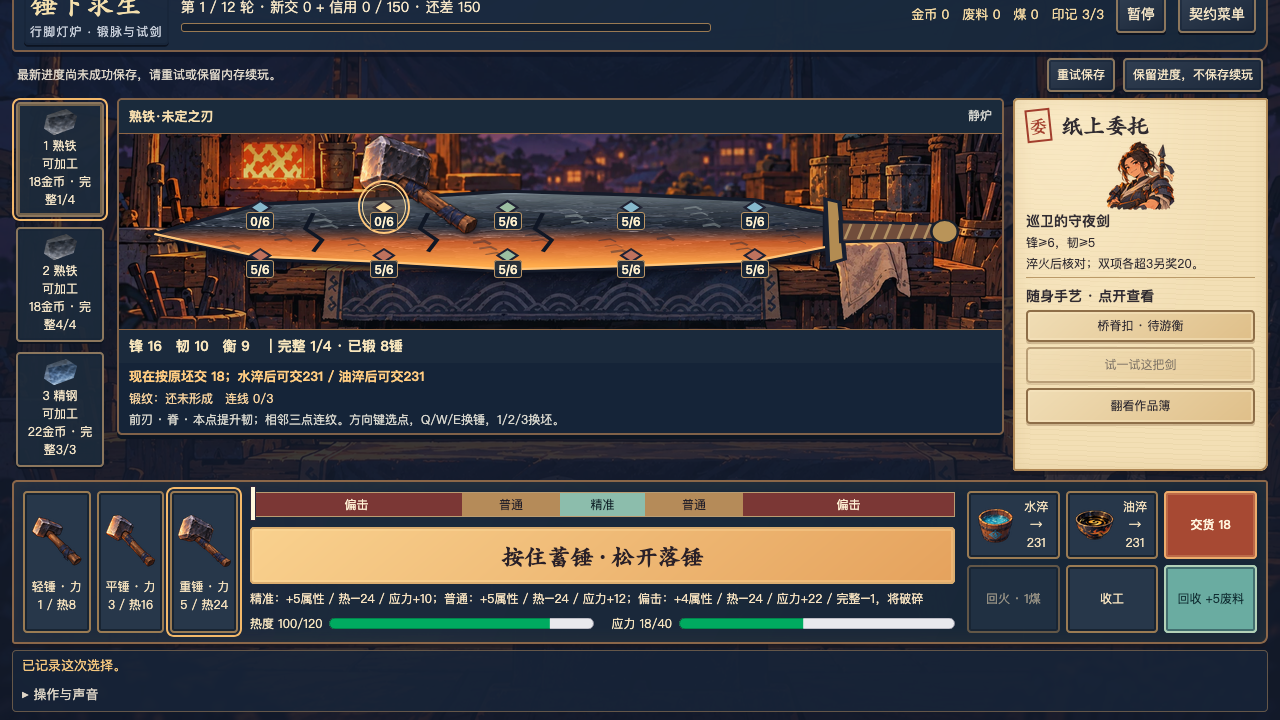 锤下求生
行脚灯炉 · 锻脉与试剑
第 1 / 12 轮 · 新交 0 + 信用 0 / 150 · 还差 150
金币 0 废料 0 煤 0 印记 3/3
暂停
契约菜单
最新进度尚未成功保存，请重试或保留内存续玩。
重试保存
保留进度，不保存续玩
1 熟铁
可加工
18金币 · 完
整1/4
2 熟铁
可加工
18金币 · 完
整4/4
3 精钢
可加工
22金币 · 完
整3/3
熟铁·未定之刃
静炉
0/6
0/6
5/6
5/6
5/6
5/6
5/6
5/6
5/6
5/6
锋 16 韧 10 衡 9 ｜完整 1/4 · 已锻 8锤
现在按原坯交 18；水淬后可交231 / 油淬后可交231
锻纹：还未形成 连线 0/3
前刃 · 脊 · 本点提升韧；相邻三点连纹。方向键选点，Q/W/E换锤，1/2/3换坯。
委
纸上委托
巡卫的守夜剑
锋≥6，韧≥5
淬火后核对；双项各超3另奖20。
随身手艺 · 点开查看
桥脊扣 · 待游衡
试一试这把剑
翻看作品簿
轻锤 · 力
1 / 热8
平锤 · 力
3 / 热16
重锤 · 力
5 / 热24
偏击
普通
精准
普通
偏击
按住蓄锤 · 松开落锤
精准：+5属性 / 热−24 / 应力+10；普通：+5属性 / 热−24 / 应力+12；偏击：+4属性 / 热−24 / 应力+22 / 完整−1，将破碎
热度 100/120
应力 18/40
水淬
→
231
油淬
→
231
交货 18
回火 · 1煤
收工
回收 +5废料
已记录这次选择。
▸ 操作与声音